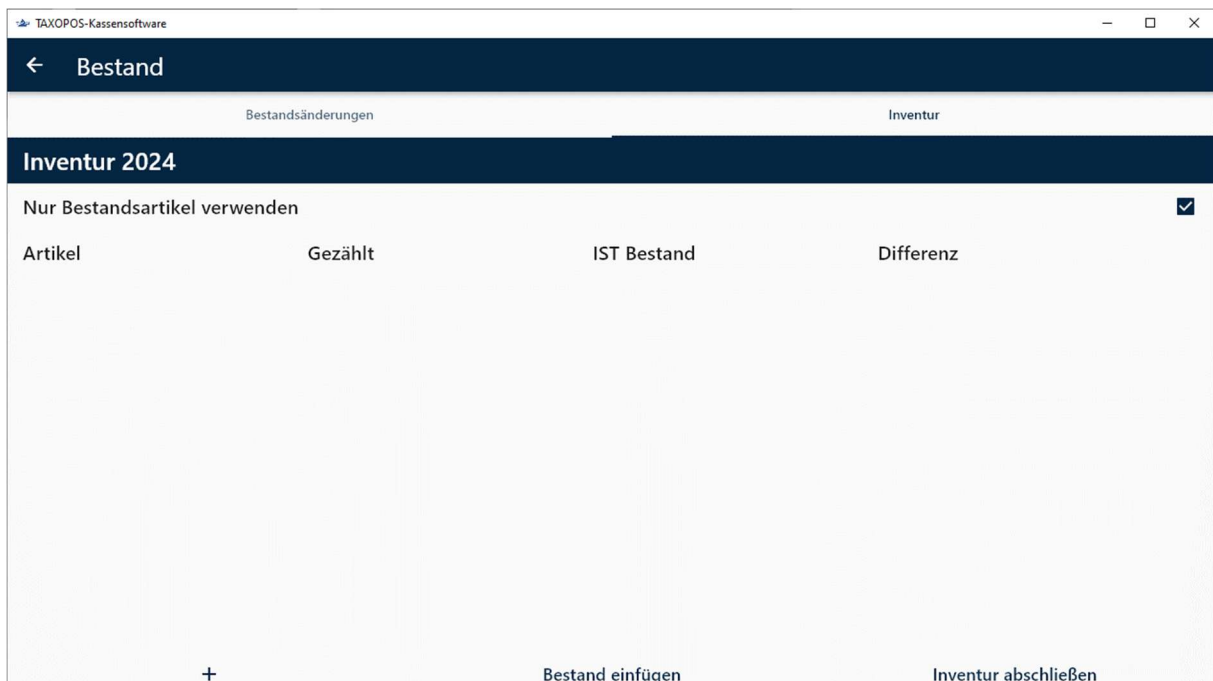 TAXOPOS-Kassensoftware
Bestand
Bestandsänderungen Inventur
Inventur 2024
Nur Bestandsartikel verwenden
Artikel Gezählt IST Bestand Differenz
+ Bestand einfügen Inventur abschließen